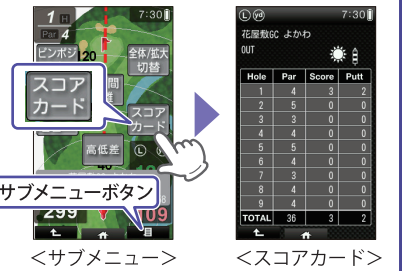 1 H
7:30
Par 4
ピンポジ
120
全体/拡大
切替
スコア
カード
間
スコア
カード
高低差
L yd
サブメニューボタン
299
109
<サブメニュー>
L yd
7:30
花屋敷GC よかわ
OUT
Hole Par Score Putt
1 4 3 2
2 5 0 0
3 3 0 0
4 4 0 0
5 5 0 0
6 4 0 0
7 3 0 0
8 4 0 0
9 4 0 0
TOTAL 36 3 2
<スコアカード>